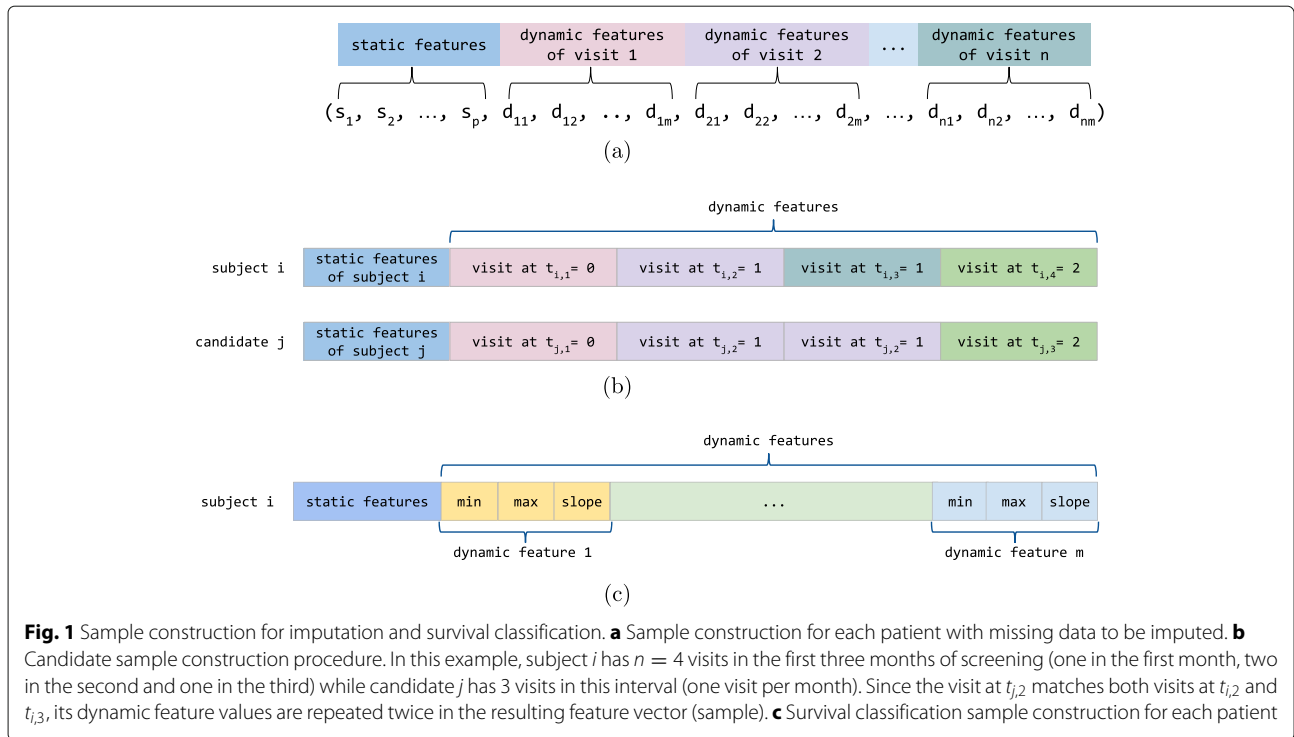 static features
dynamic features
of visit 1
dynamic features
of visit 2
...
dynamic features
of visit n
(s1, s2, …, sp, d11, d12, .., d1m, d21, d22, …, d2m, …, dn1, dn2, …, dnm)
(a)
dynamic features
subject i
static features
of subject i
visit at ti,1= 0
visit at ti,2= 1
visit at ti,3= 1
visit at ti,4= 2
candidate j
static features
of subject j
visit at tj,1= 0
visit at tj,2= 1
visit at tj,2= 1
visit at tj,3= 2
(b)
dynamic features
subject i
static features
min
max
slope
...
min
max
slope
dynamic feature 1
dynamic feature m
(c)
Fig. 1 Sample construction for imputation and survival classification. a Sample construction for each patient with missing data to be imputed. b
Candidate sample construction procedure. In this example, subject i has n = 4 visits in the first three months of screening (one in the first month, two
in the second and one in the third) while candidate j has 3 visits in this interval (one visit per month). Since the visit at tj,2 matches both visits at ti,2 and
ti,3, its dynamic feature values are repeated twice in the resulting feature vector (sample). c Survival classification sample construction for each patient